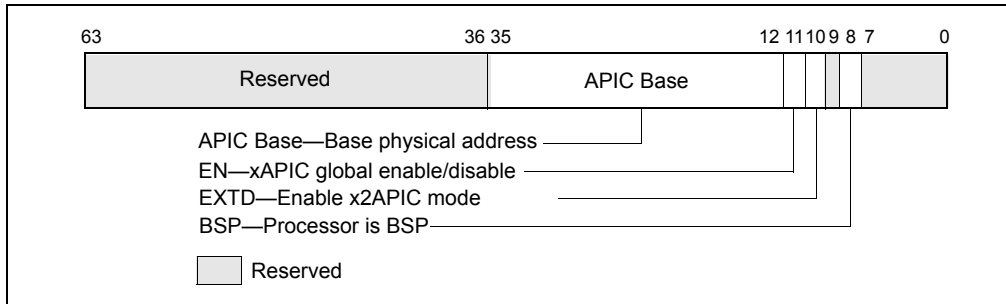 63 36 35 12 11 10 9 8 7 0
Reserved APIC Base
APIC Base—Base physical address
EN—xAPIC global enable/disable
EXTD—Enable x2APIC mode
BSP—Processor is BSP
Reserved